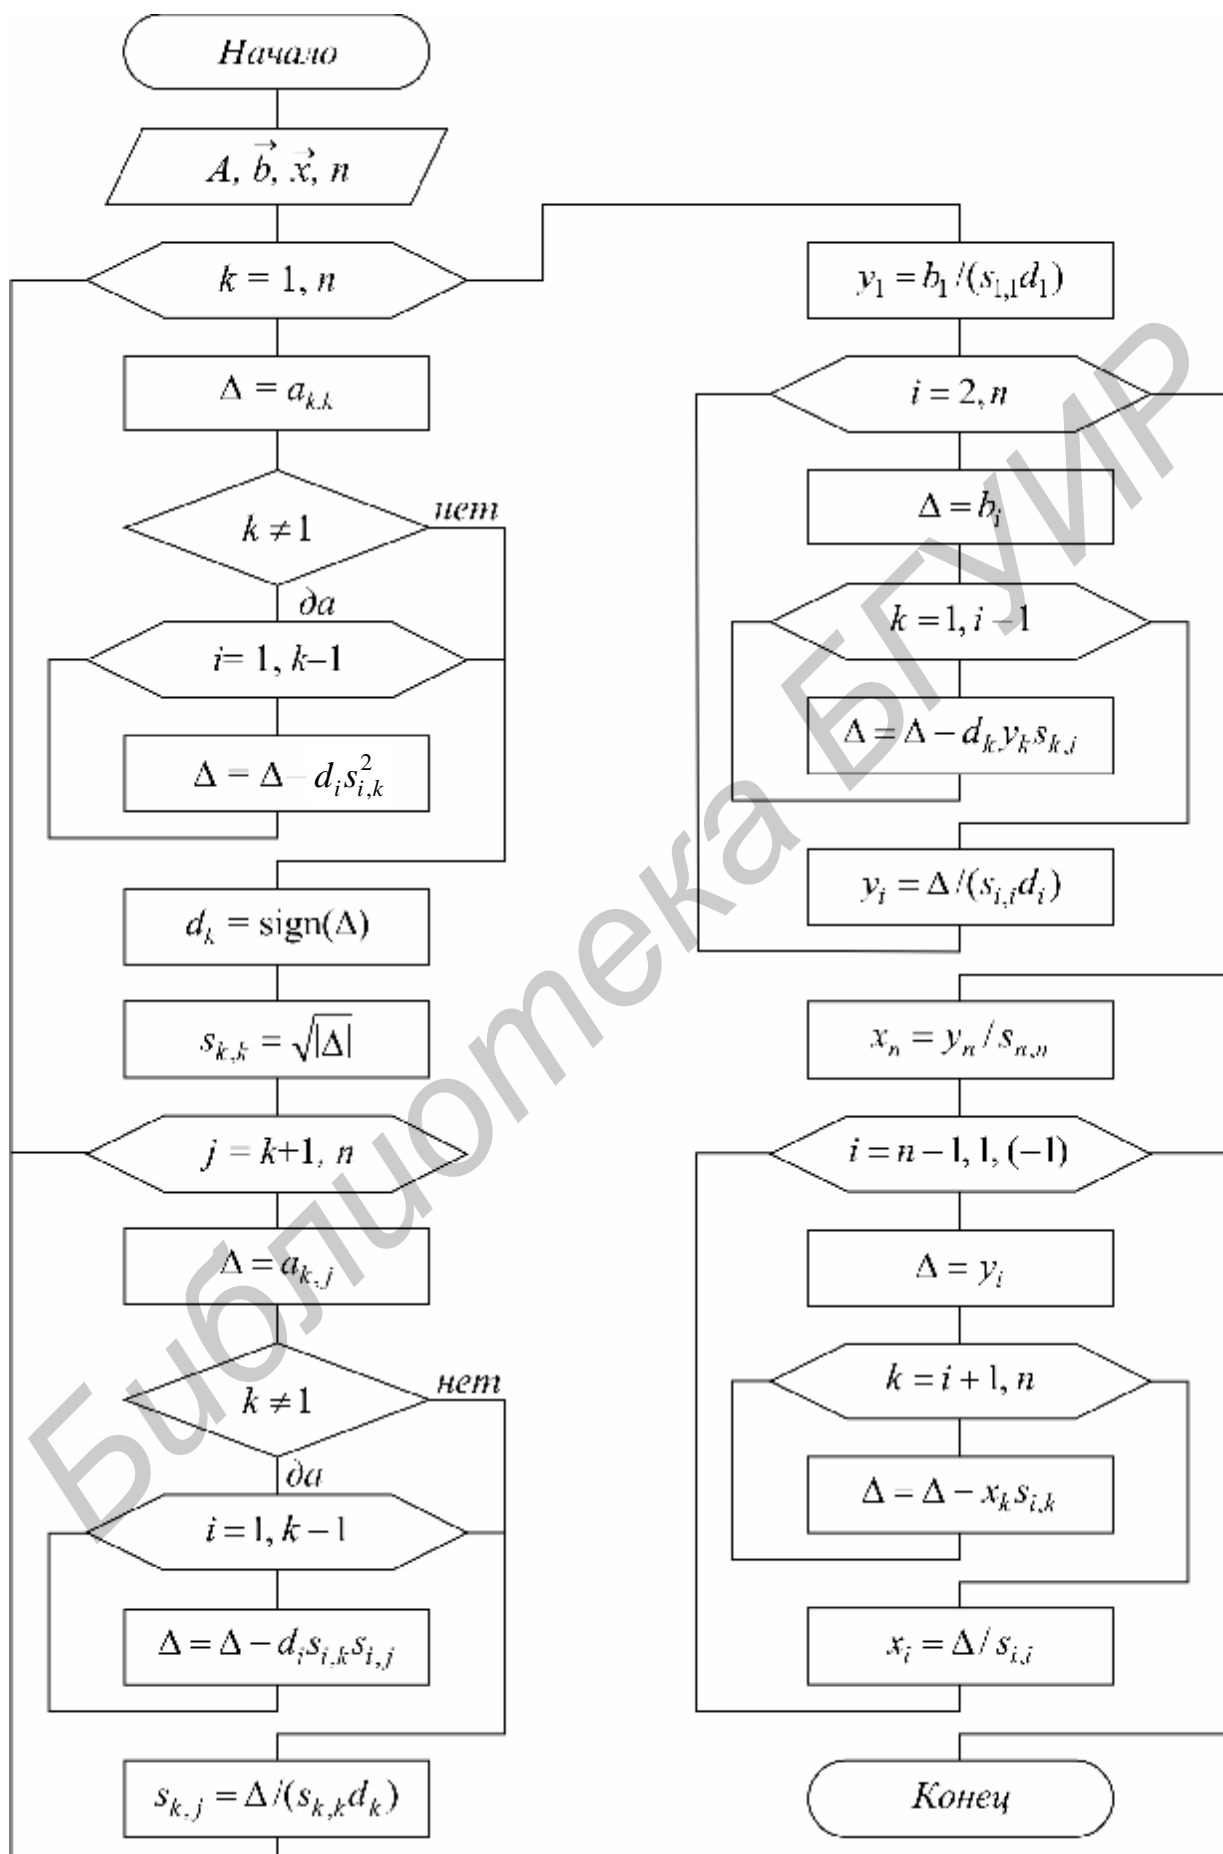 Начало
A, b⃗, x⃗, n
k = 1, n
Δ = a_{k,k}
k ≠ 1
нет
да
i = 1, k–1
Δ = Δ – d_i s_{i,k}^2
d_k = sign(Δ)
s_{k,k} = √|Δ|
j = k+1, n
Δ = a_{k,j}
k ≠ 1
нет
да
i = 1, k – 1
Δ = Δ – d_i s_{i,k} s_{i,j}
s_{k,j} = Δ/(s_{k,k} d_k)
y_1 = b_1/(s_{1,1} d_1)
i = 2, n
Δ = b_i
k = 1, i – 1
Δ = Δ – d_k y_k s_{k,i}
y_i = Δ/(s_{i,i} d_i)
x_n = y_n / s_{n,n}
i = n – 1, 1, (–1)
Δ = y_i
k = i + 1, n
Δ = Δ – x_k s_{i,k}
x_i = Δ/ s_{i,i}
Конец
Библиотека БГУИР